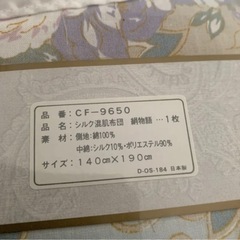 品 番：CF-9650
品 名：シルク混肌布団 絹物語 …1枚
素 材：側地：綿100%
中綿：シルク10%・ポリエステル90%
サイズ：140cm×190cm
D-OS-184 日本製